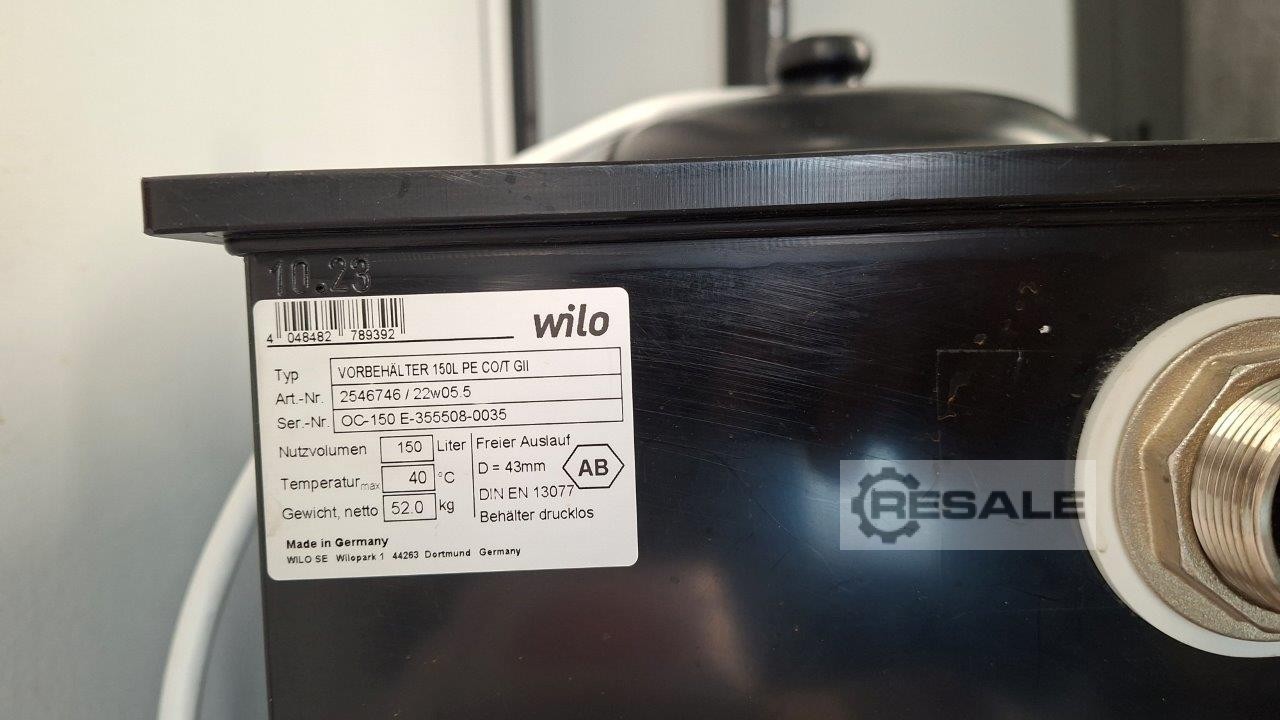 10.23
4 048482 789392
wilo
Typ VORBEHÄLTER 150L PE CO/T GII
Art.-Nr. 2546746 / 22w05.5
Ser.-Nr. OC-150 E-355508-0035
Nutzvolumen 150 Liter
Temperatur max 40 °C
Gewicht, netto 52.0 kg
Freier Auslauf
D = 43mm
AB
DIN EN 13077
Behälter drucklos
Made in Germany
WILO SE Wilopark 1 44263 Dortmund Germany
RESALE